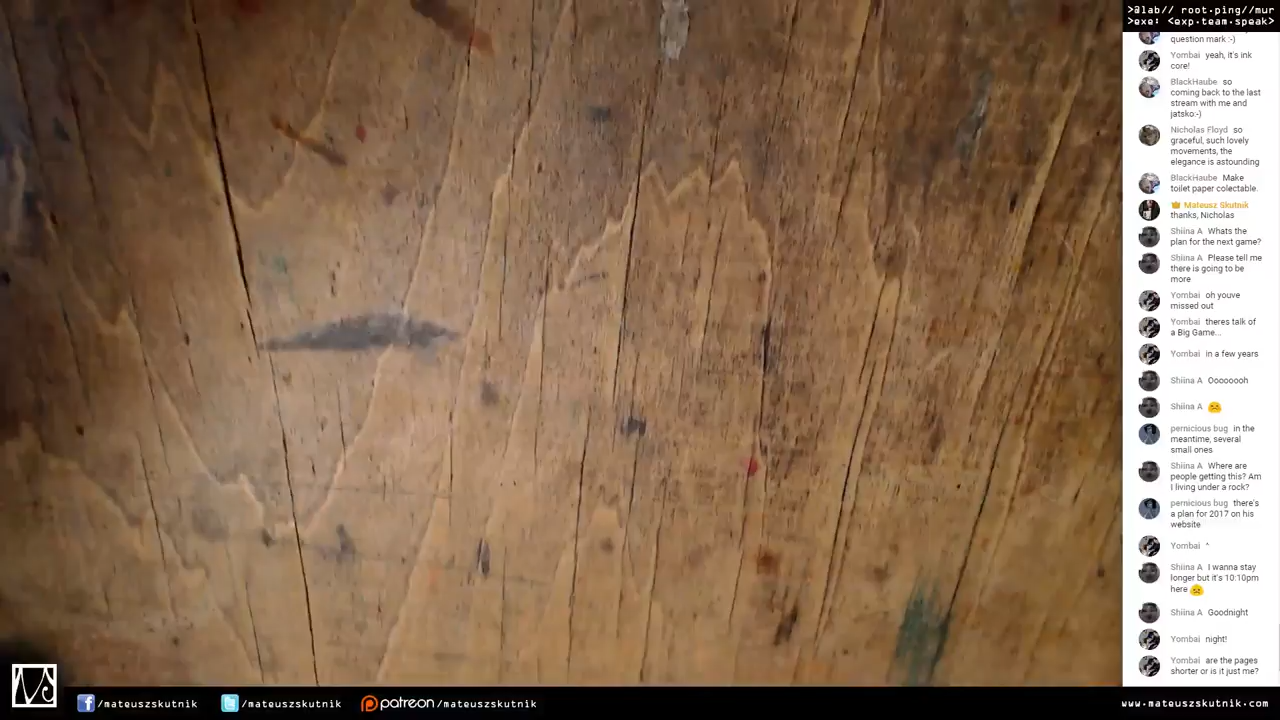 >@lab// root.ping//mur
>exe: <exp.team.speak>
question mark :-)
Yombai yeah, it's ink
core!
BlackHaube so
coming back to the last
stream with me and
jatsko:-)
Nicholas Floyd so
graceful, such lovely
movements, the
elegance is astounding
BlackHaube Make
toilet paper colectable.
Mateusz Skutnik
thanks, Nicholas
Shiina A Whats the
plan for the next game?
Shiina A Please tell me
there is going to be
more
Yombai oh youve
missed out
Yombai theres talk of
a Big Game...
Yombai in a few years
Shiina A Oooooooh
Shiina A
pernicious bug in the
meantime, several
small ones
Shiina A Where are
people getting this? Am
I living under a rock?
pernicious bug there's
a plan for 2017 on his
website
Yombai ^
Shiina A I wanna stay
longer but it's 10:10pm
here
Shiina A Goodnight
Yombai night!
Yombai are the pages
shorter or is it just me?
/mateuszskutnik
/mateuszskutnik
patreon/mateuszskutnik
www.mateuszskutnik.com